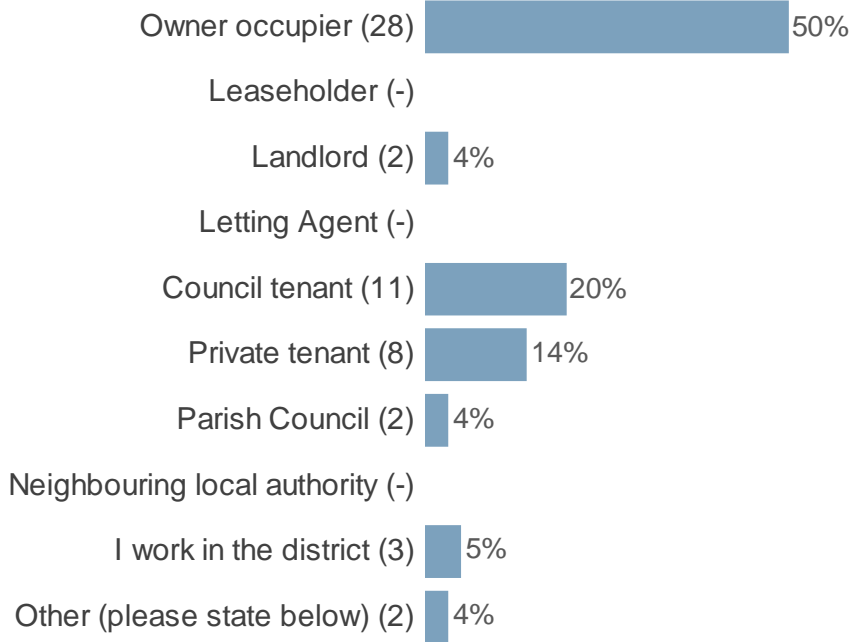 Owner occupier (28) 50%
Leaseholder (-)
Landlord (2) 4%
Letting Agent (-)
Council tenant (11) 20%
Private tenant (8) 14%
Parish Council (2) 4%
Neighbouring local authority (-)
I work in the district (3) 5%
Other (please state below) (2) 4%